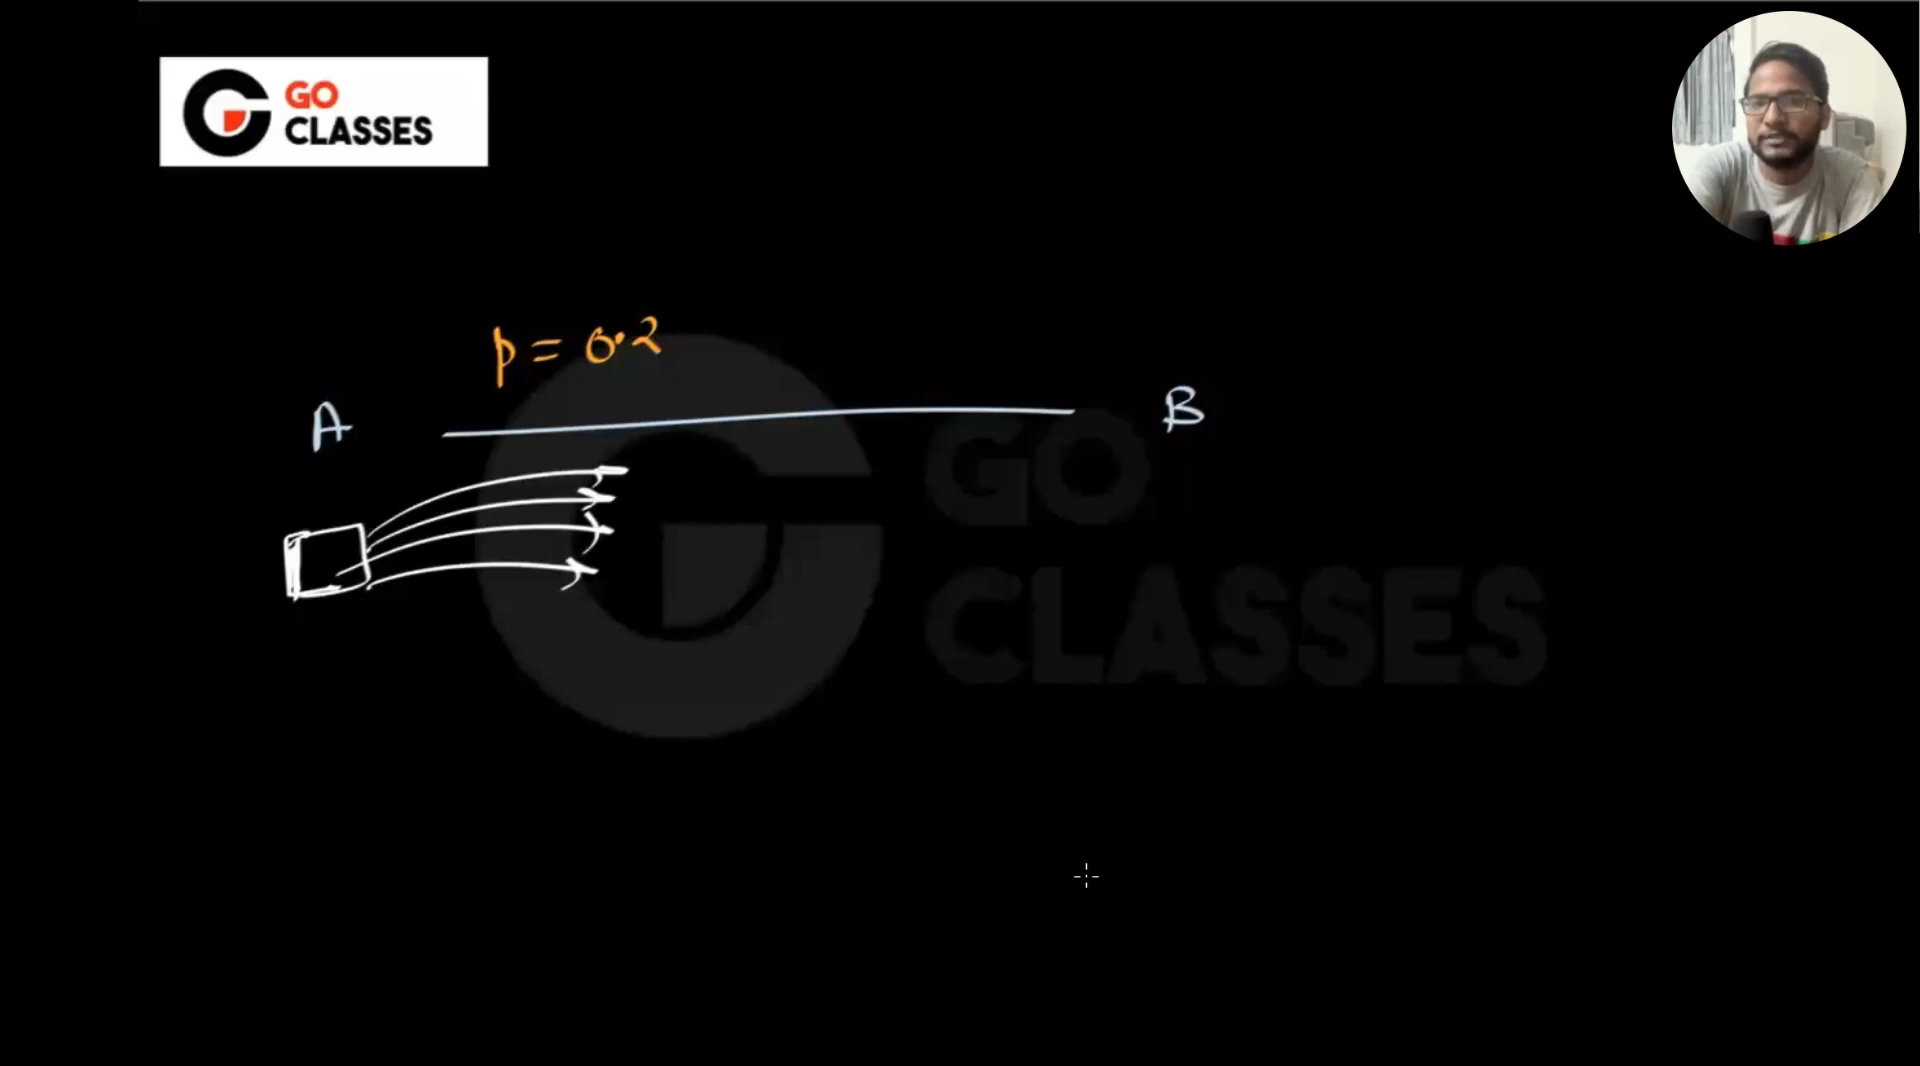 GO
CLASSES
p = 0.2
A
B
GO
CLASSES